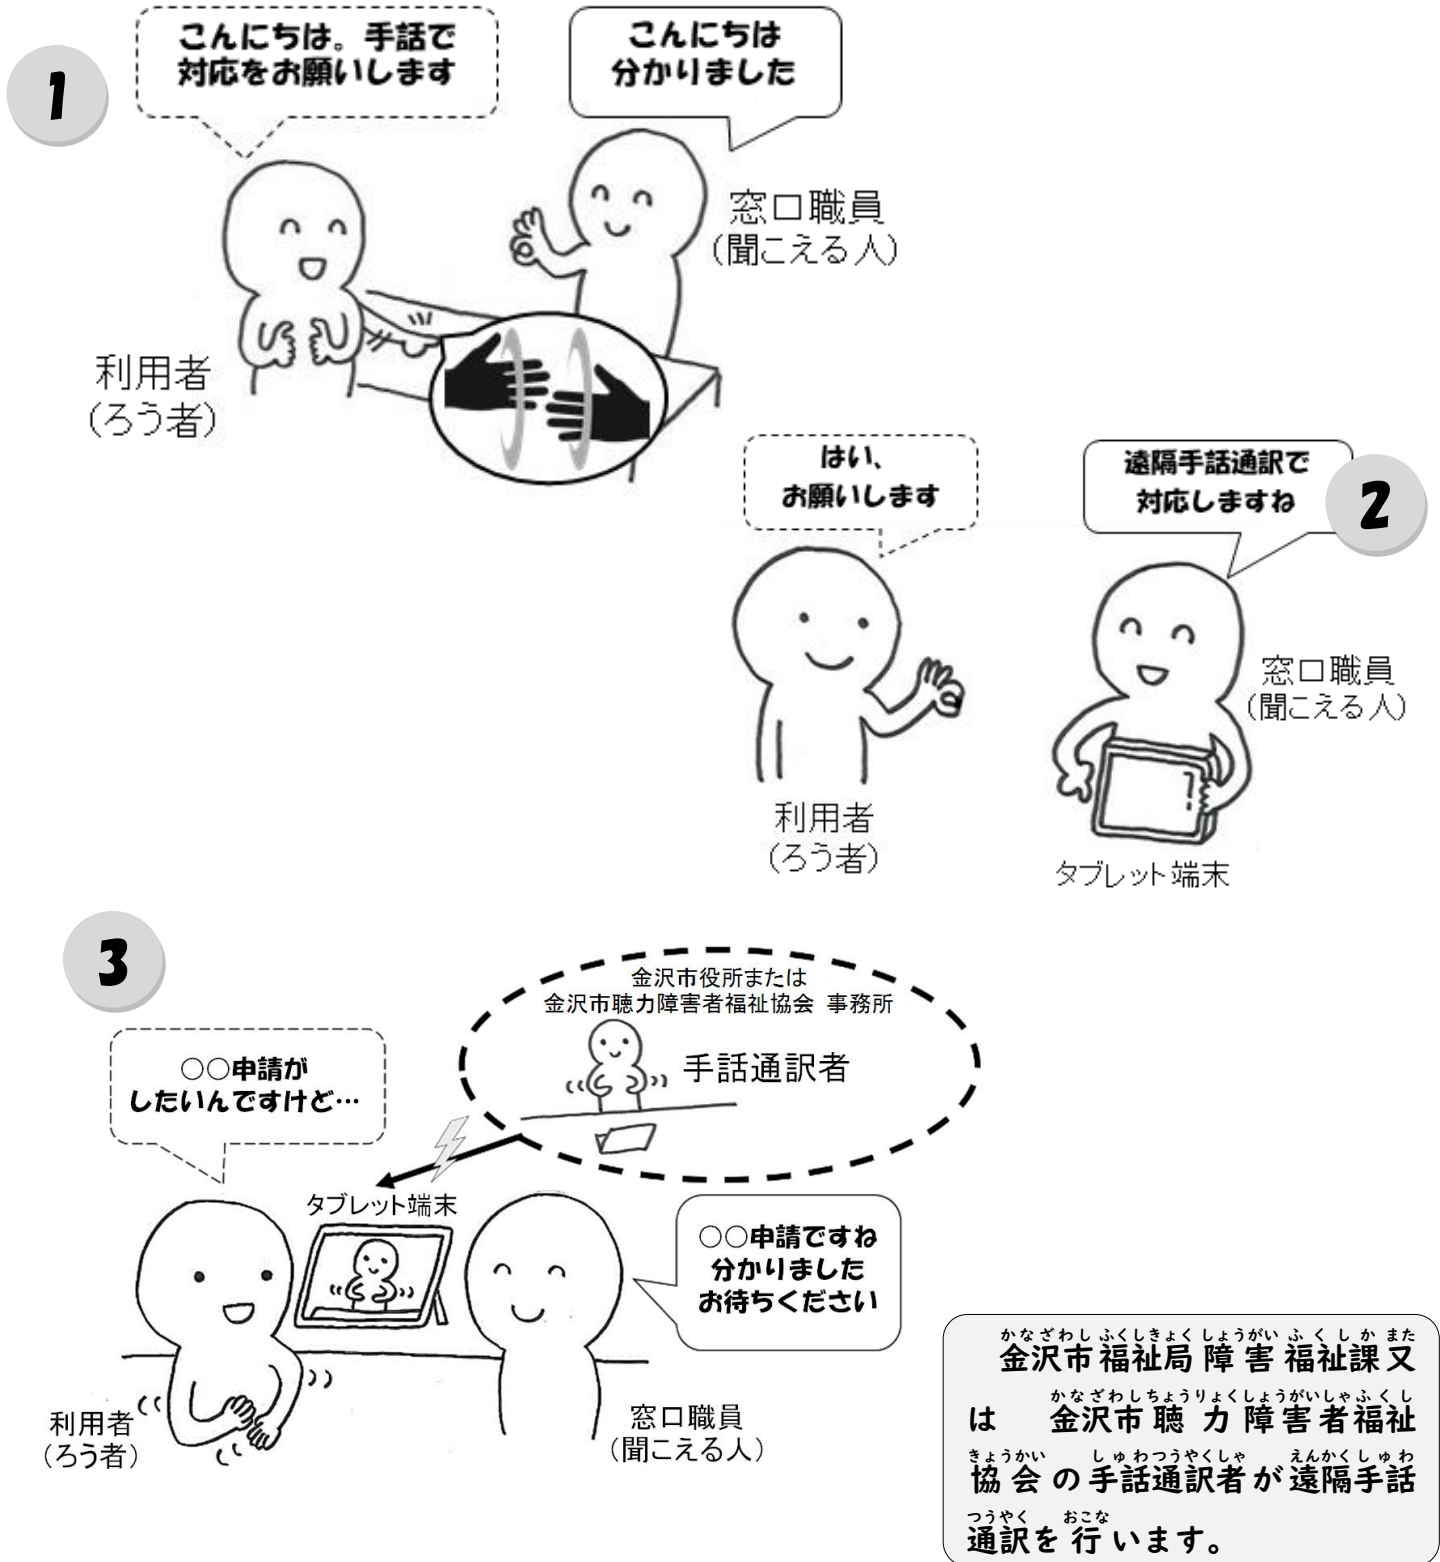 1
こんにちは。手話で
対応をお願いします
こんにちは
分かりました
窓口職員
(聞こえる人)
利用者
(ろう者)
2
はい、
お願いします
遠隔手話通訳で
対応しますね
窓口職員
(聞こえる人)
利用者
(ろう者)
タブレット端末
3
金沢市役所または
金沢市聴力障害者福祉協会 事務所
手話通訳者
○○申請が
したいんですけど…
タブレット端末
○○申請ですね
分かりました
お待ちください
利用者
(ろう者)
窓口職員
(聞こえる人)
かなざわしふくしきょくしょうがいふくしかまた
金沢市福祉局障害福祉課又
かなざわしちょうりょくしょうがいしゃふくし
は 金沢市聴力障害者福祉
きょうかい しゅわつうやくしゃ えんかくしゅわ
協会の手話通訳者が遠隔手話
つうやく おこな
通訳を行います。